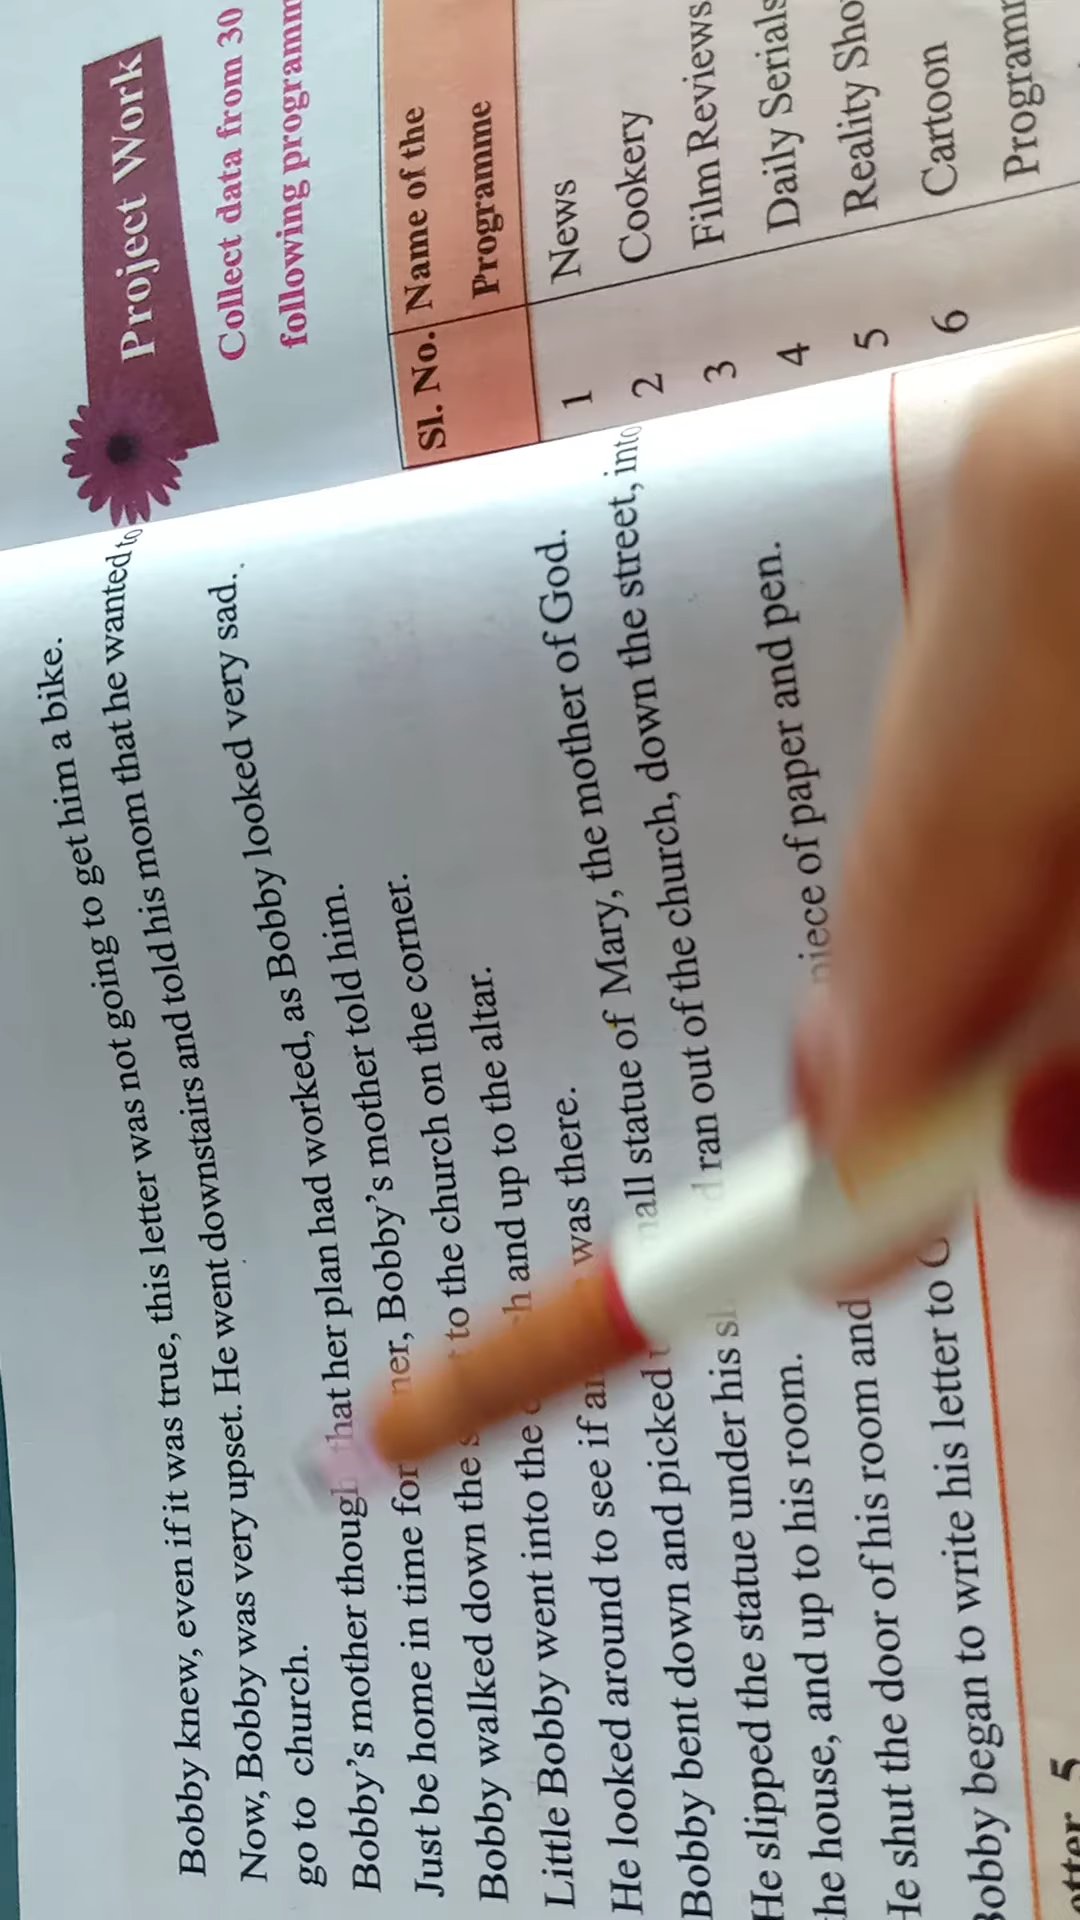 Bobby knew, even if it was true, this letter was not going to get him a bike.
Now, Bobby was very upset. He went downstairs and told his mom that he wanted to
go to church.
Bobby's mother though that her plan had worked, as Bobby looked very sad..
Just be home in time for ner, Bobby's mother told him.
Bobby walked down the s to the church on the corner.
Little Bobby went into the c h and up to the altar.
He looked around to see if an was there.
Bobby bent down and picked mall statue of Mary, the mother of God.
He slipped the statue under his d ran out of the church, down the street, into
the house, and up to his room.
He shut the door of his room and piece of paper and pen.
Bobby began to write his letter to
etter 5
Project Work
Collect data from 30
following programm
Sl. No. Name of the
Programme
1 News
2 Cookery
3 Film Reviews
4 Daily Serials
5 Reality Sho
6 Cartoon
Programm